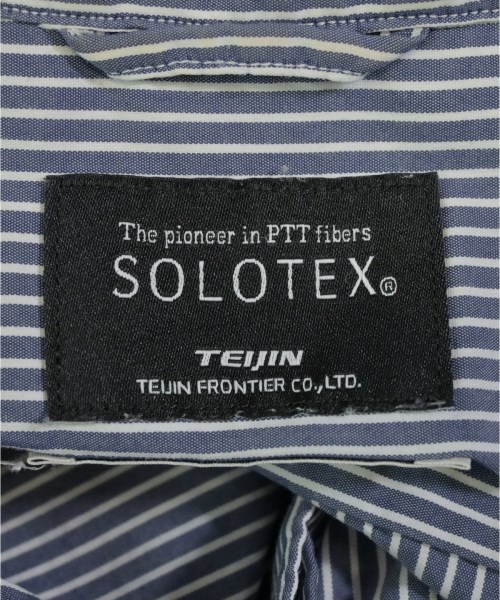 The pioneer in PTT fibers
SOLOTEX®
TEIJIN
TEIJIN FRONTIER CO.,LTD.